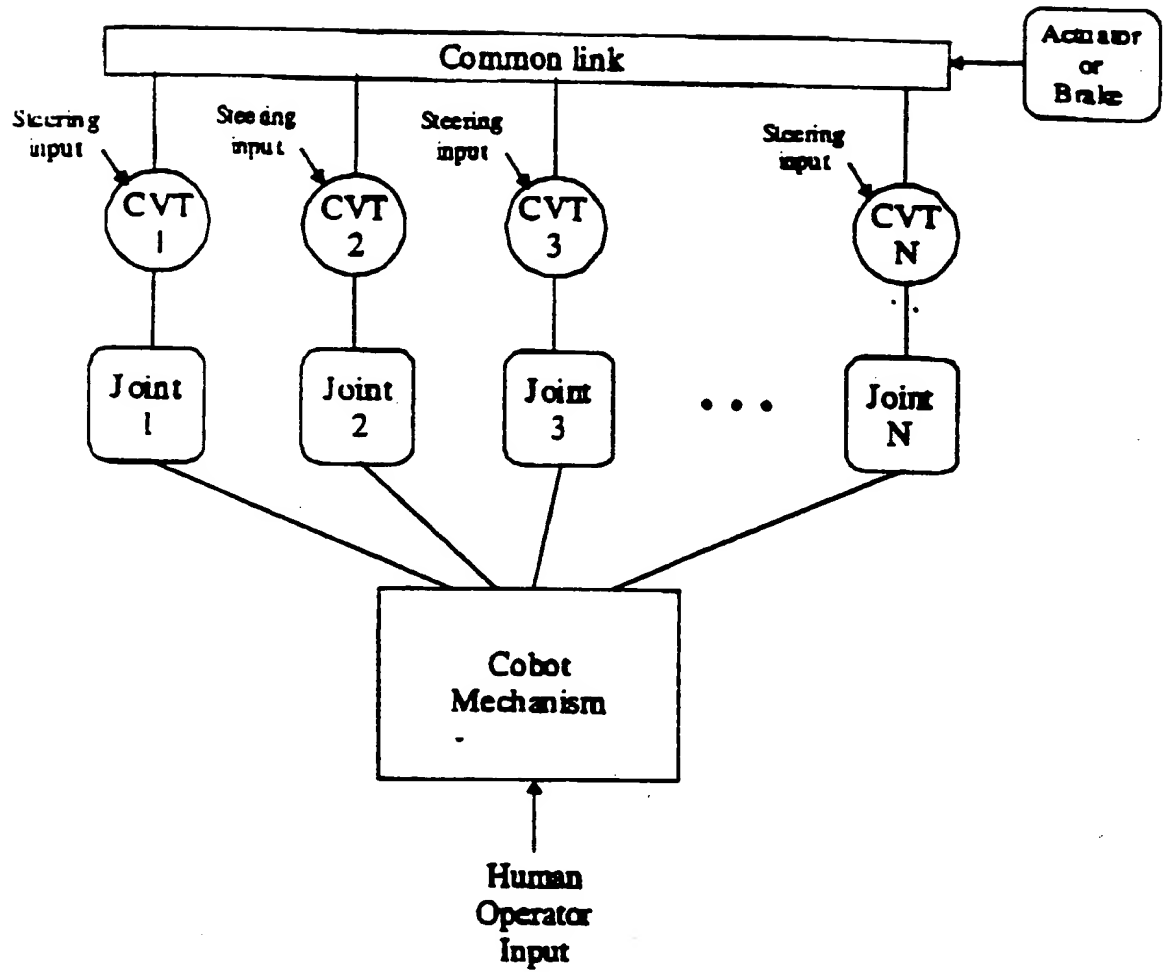 Common link
Actuator
or
Brake
Steering
input
Steering
input
Steering
input
Steering
input
CVT
1
CVT
2
CVT
3
CVT
N
Joint
1
Joint
2
Joint
3
• • •
Joint
N
Cobot
Mechanism
Human
Operator
Input